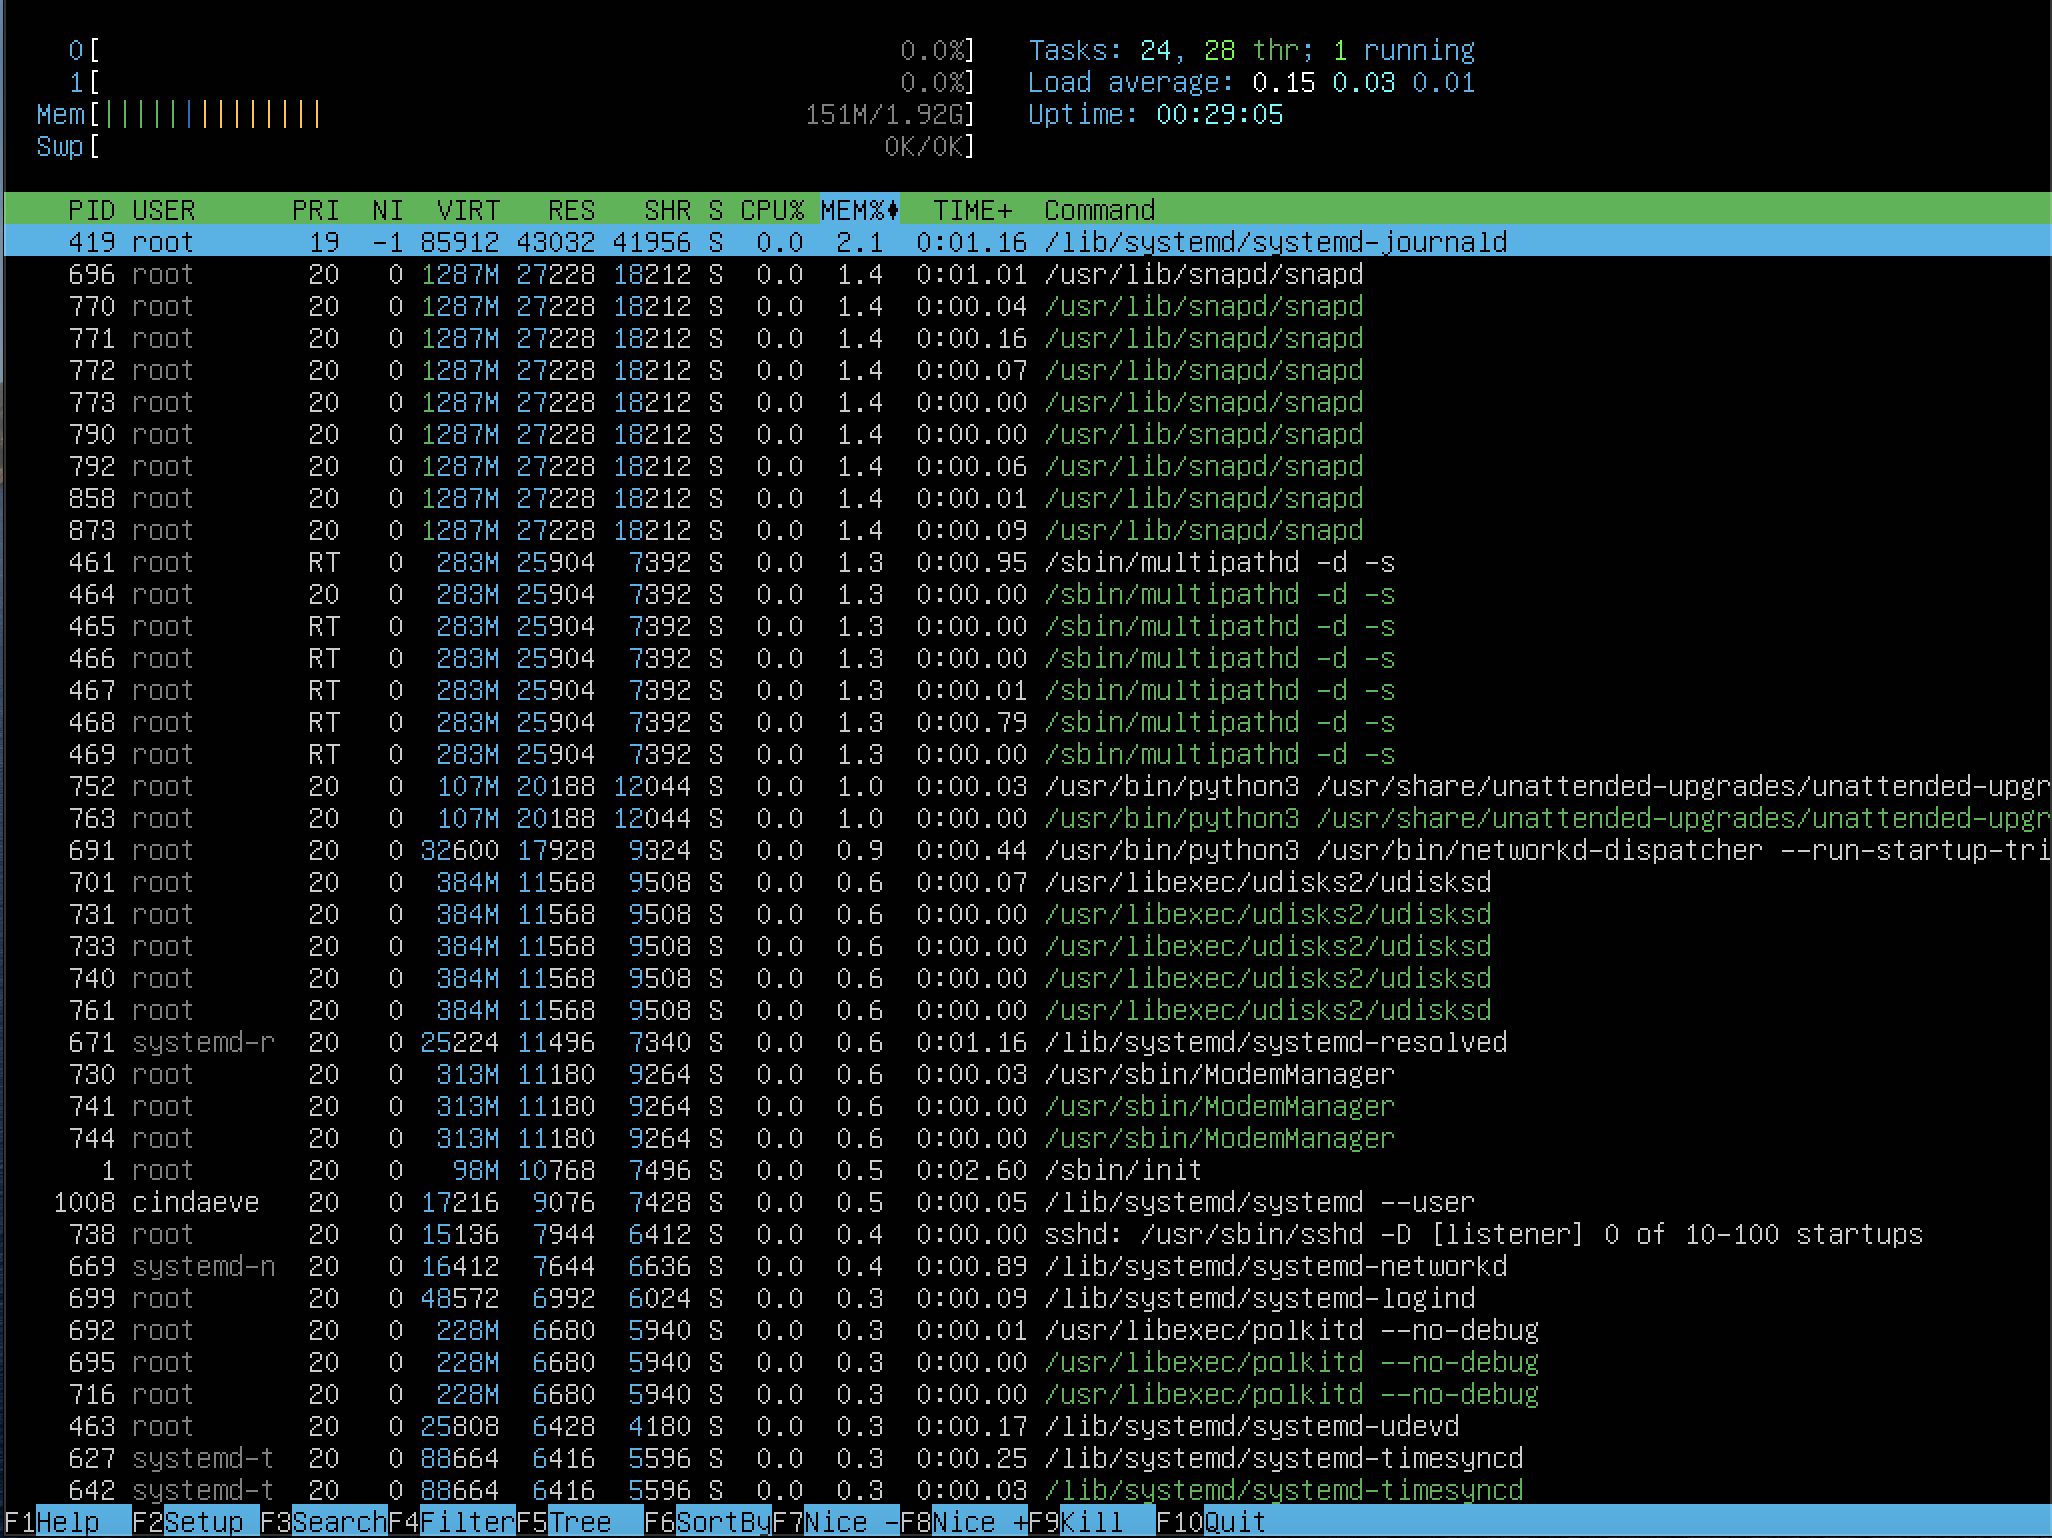 0[ 0.0%] Tasks: 24, 28 thr; 1 running
1[ 0.0%] Load average: 0.15 0.03 0.01
Mem[||||||||||||||| 151M/1.92G] Uptime: 00:29:05
Swp[ 0K/0K]
PID USER PRI NI VIRT RES SHR S CPU% MEM%♦ TIME+ Command
419 root 19 -1 85912 43032 41956 S 0.0 2.1 0:01.16 /lib/systemd/systemd-journald
696 root 20 0 1287M 27228 18212 S 0.0 1.4 0:01.01 /usr/lib/snapd/snapd
770 root 20 0 1287M 27228 18212 S 0.0 1.4 0:00.04 /usr/lib/snapd/snapd
771 root 20 0 1287M 27228 18212 S 0.0 1.4 0:00.16 /usr/lib/snapd/snapd
772 root 20 0 1287M 27228 18212 S 0.0 1.4 0:00.07 /usr/lib/snapd/snapd
773 root 20 0 1287M 27228 18212 S 0.0 1.4 0:00.00 /usr/lib/snapd/snapd
790 root 20 0 1287M 27228 18212 S 0.0 1.4 0:00.00 /usr/lib/snapd/snapd
792 root 20 0 1287M 27228 18212 S 0.0 1.4 0:00.06 /usr/lib/snapd/snapd
858 root 20 0 1287M 27228 18212 S 0.0 1.4 0:00.01 /usr/lib/snapd/snapd
873 root 20 0 1287M 27228 18212 S 0.0 1.4 0:00.09 /usr/lib/snapd/snapd
461 root RT 0 283M 25904 7392 S 0.0 1.3 0:00.95 /sbin/multipathd -d -s
464 root 20 0 283M 25904 7392 S 0.0 1.3 0:00.00 /sbin/multipathd -d -s
465 root RT 0 283M 25904 7392 S 0.0 1.3 0:00.00 /sbin/multipathd -d -s
466 root RT 0 283M 25904 7392 S 0.0 1.3 0:00.00 /sbin/multipathd -d -s
467 root RT 0 283M 25904 7392 S 0.0 1.3 0:00.01 /sbin/multipathd -d -s
468 root RT 0 283M 25904 7392 S 0.0 1.3 0:00.79 /sbin/multipathd -d -s
469 root RT 0 283M 25904 7392 S 0.0 1.3 0:00.00 /sbin/multipathd -d -s
752 root 20 0 107M 20188 12044 S 0.0 1.0 0:00.03 /usr/bin/python3 /usr/share/unattended-upgrades/unattended-upgr
763 root 20 0 107M 20188 12044 S 0.0 1.0 0:00.00 /usr/bin/python3 /usr/share/unattended-upgrades/unattended-upgr
691 root 20 0 32600 17928 9324 S 0.0 0.9 0:00.44 /usr/bin/python3 /usr/bin/networkd-dispatcher --run-startup-tri
701 root 20 0 384M 11568 9508 S 0.0 0.6 0:00.07 /usr/libexec/udisks2/udisksd
731 root 20 0 384M 11568 9508 S 0.0 0.6 0:00.00 /usr/libexec/udisks2/udisksd
733 root 20 0 384M 11568 9508 S 0.0 0.6 0:00.00 /usr/libexec/udisks2/udisksd
740 root 20 0 384M 11568 9508 S 0.0 0.6 0:00.00 /usr/libexec/udisks2/udisksd
761 root 20 0 384M 11568 9508 S 0.0 0.6 0:00.00 /usr/libexec/udisks2/udisksd
671 systemd-r 20 0 25224 11496 7340 S 0.0 0.6 0:01.16 /lib/systemd/systemd-resolved
730 root 20 0 313M 11180 9264 S 0.0 0.6 0:00.03 /usr/sbin/ModemManager
741 root 20 0 313M 11180 9264 S 0.0 0.6 0:00.00 /usr/sbin/ModemManager
744 root 20 0 313M 11180 9264 S 0.0 0.6 0:00.00 /usr/sbin/ModemManager
1 root 20 0 98M 10768 7496 S 0.0 0.5 0:02.60 /sbin/init
1008 cindaeve 20 0 17216 9076 7428 S 0.0 0.5 0:00.05 /lib/systemd/systemd --user
738 root 20 0 15136 7944 6412 S 0.0 0.4 0:00.00 sshd: /usr/sbin/sshd -D [listener] 0 of 10-100 startups
669 systemd-n 20 0 16412 7644 6636 S 0.0 0.4 0:00.89 /lib/systemd/systemd-networkd
699 root 20 0 48572 6992 6024 S 0.0 0.3 0:00.09 /lib/systemd/systemd-logind
692 root 20 0 228M 6680 5940 S 0.0 0.3 0:00.01 /usr/libexec/polkitd --no-debug
695 root 20 0 228M 6680 5940 S 0.0 0.3 0:00.00 /usr/libexec/polkitd --no-debug
716 root 20 0 228M 6680 5940 S 0.0 0.3 0:00.00 /usr/libexec/polkitd --no-debug
463 root 20 0 25808 6428 4180 S 0.0 0.3 0:00.17 /lib/systemd/systemd-udevd
627 systemd-t 20 0 88664 6416 5596 S 0.0 0.3 0:00.25 /lib/systemd/systemd-timesyncd
642 systemd-t 20 0 88664 6416 5596 S 0.0 0.3 0:00.03 /lib/systemd/systemd-timesyncd
F1Help F2Setup F3SearchF4FilterF5Tree F6SortByF7Nice -F8Nice +F9Kill F10Quit